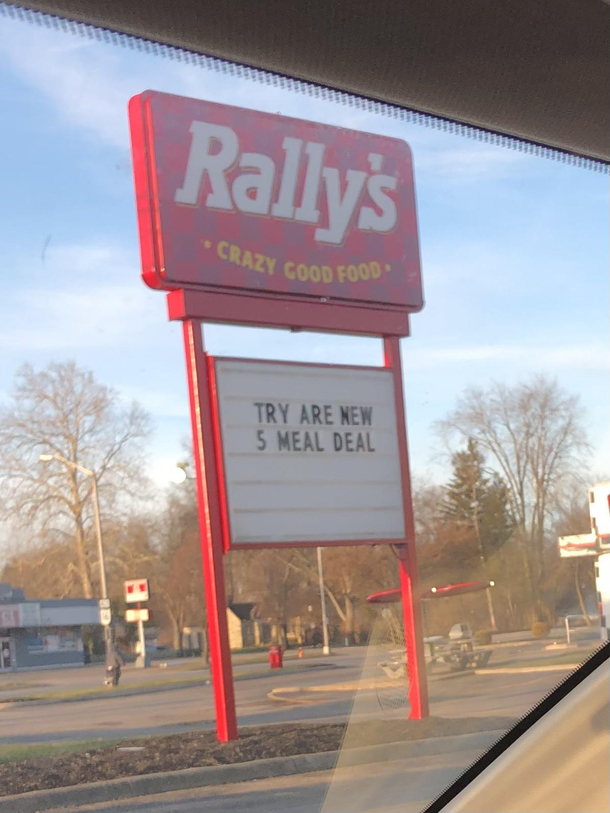 Rally's
• CRAZY GOOD FOOD •
TRY ARE NEW
5 MEAL DEAL